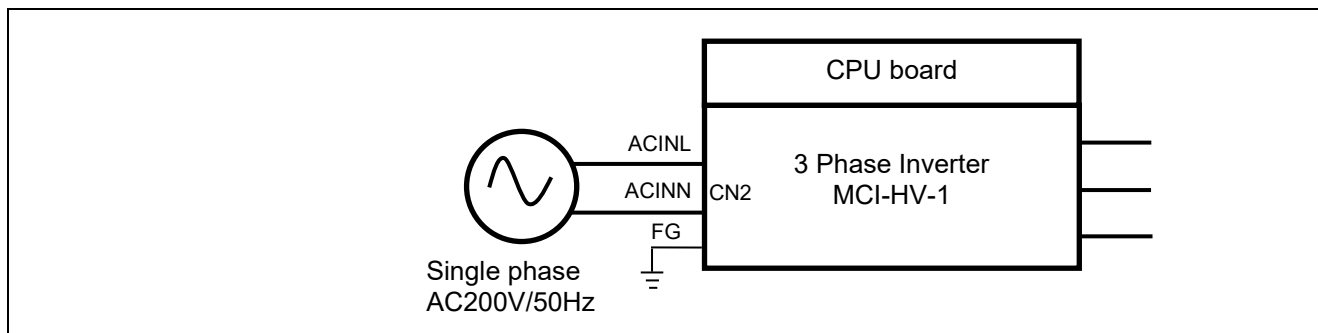 CPU board
ACINL
3 Phase Inverter
ACINN
CN2
MCI-HV-1
FG
Single phase
AC200V/50Hz